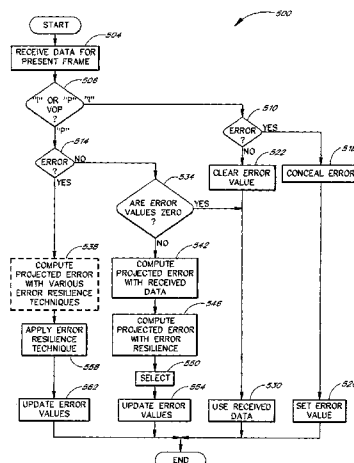 500
START
504
RECEIVE DATA FOR
PRESENT FRAME
508
"I" OR "P"
VOP
?
"I"
"P"
510
ERROR
?
YES
NO
514
ERROR
?
NO
YES
518
CONCEAL ERROR
522
CLEAR ERROR
VALUE
534
ARE ERROR
VALUES ZERO
?
YES
NO
538
COMPUTE
PROJECTED ERROR
WITH VARIOUS
ERROR RESILIENCE
TECHNIQUES
542
COMPUTE
PROJECTED ERROR
WITH RECEIVED
DATA
546
COMPUTE
PROJECTED ERROR
WITH ERROR
RESILIENCE
APPLY ERROR
RESILIENCE
TECHNIQUE
558
550
SELECT
562
UPDATE ERROR
VALUES
554
UPDATE ERROR
VALUES
530
USE RECEIVED
DATA
SET ERROR
VALUE
END